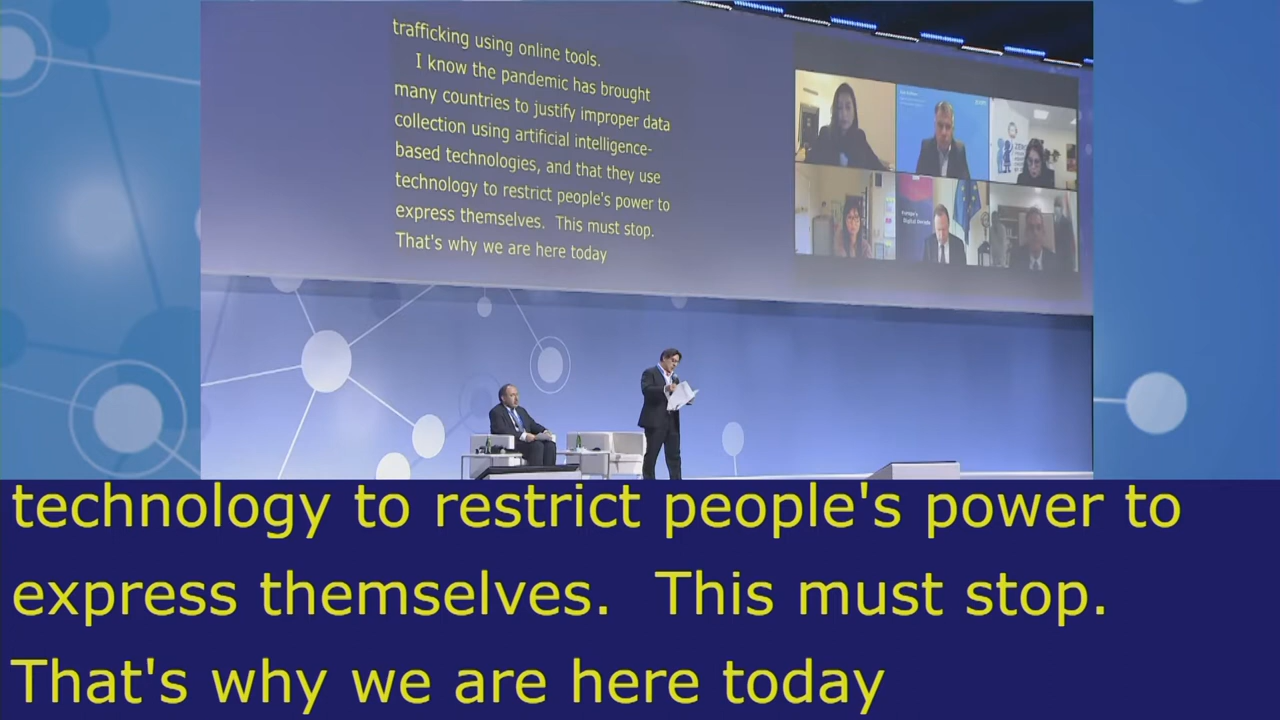 trafficking using online tools.
I know the pandemic has brought
many countries to justify improper data
collection using artificial intelligence-
based technologies, and that they use
technology to restrict people's power to
express themselves.  This must stop.
That's why we are here today
technology to restrict people's power to
express themselves.  This must stop.
That's why we are here today